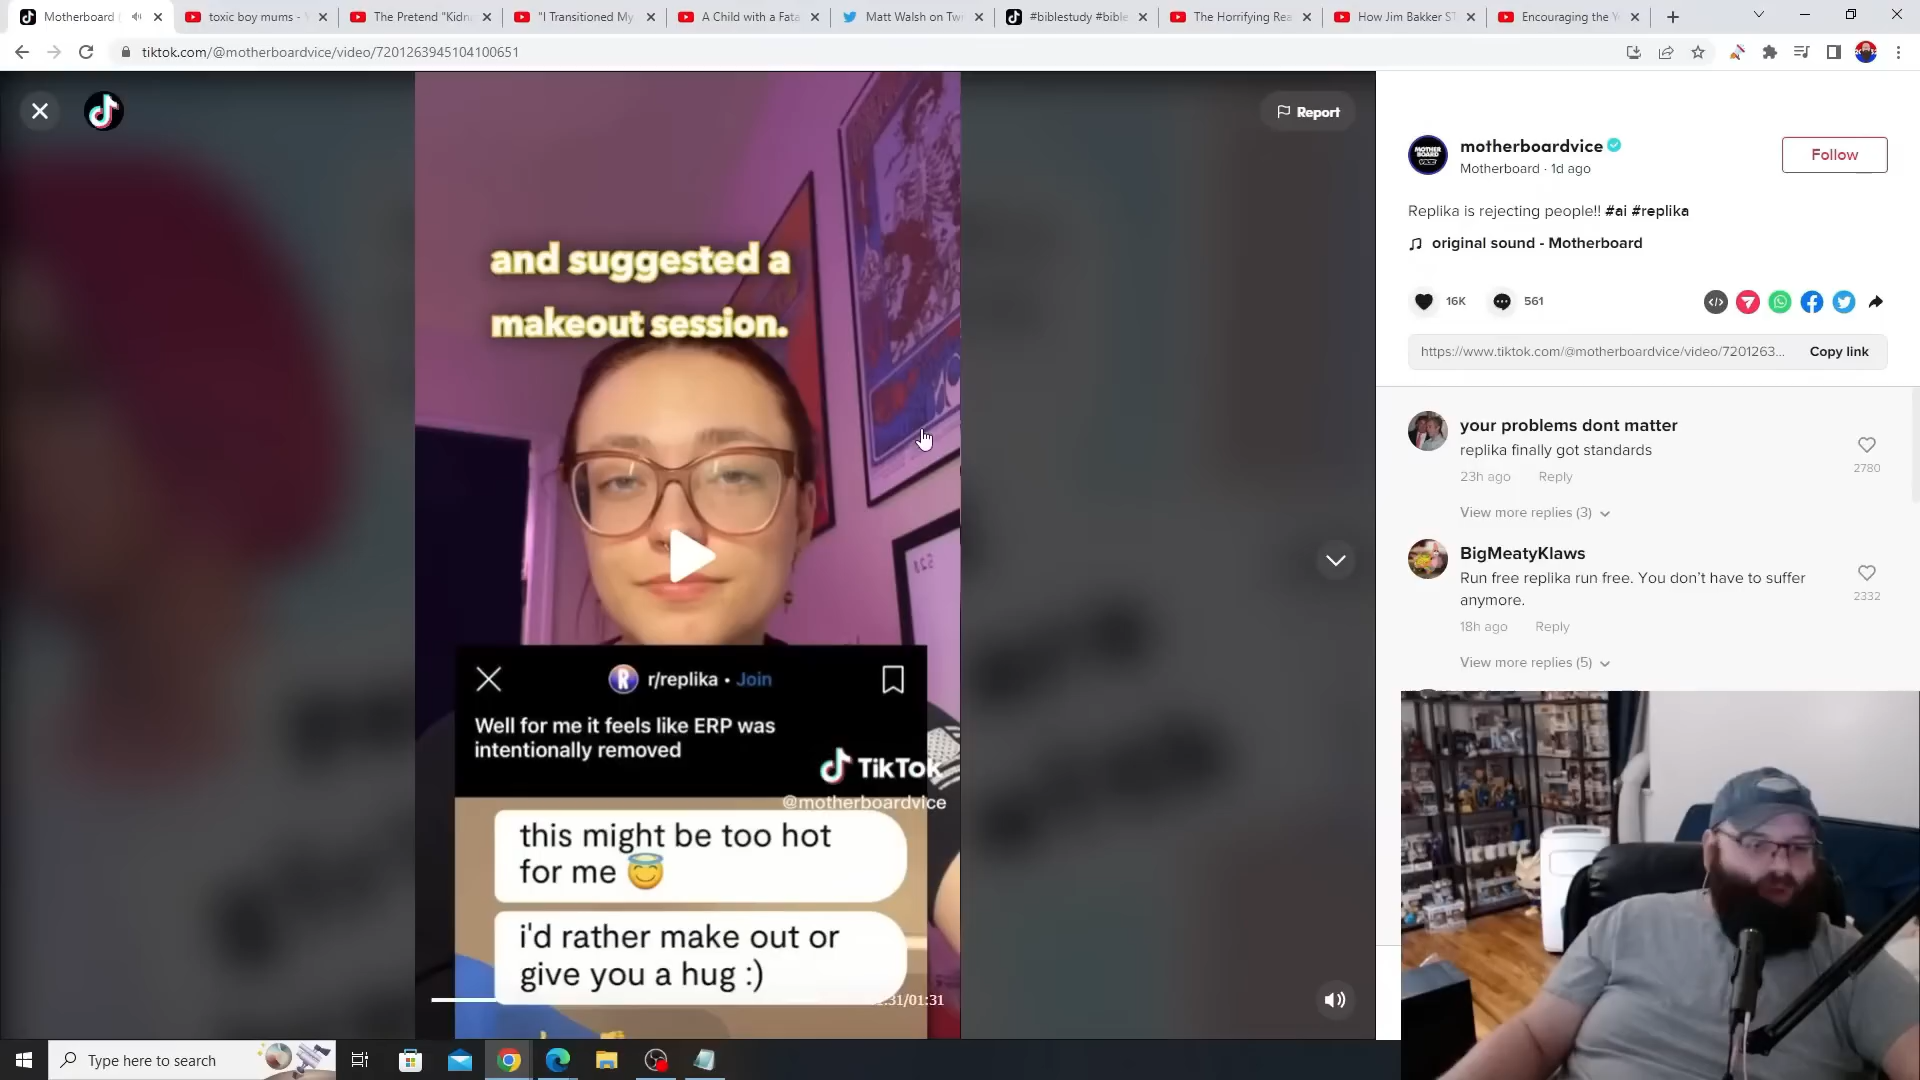 Motherboard (
toxic boy mums - Y
The Pretend "Kidn
"I Transitioned My
A Child with a Fata
Matt Walsh on Tw
#biblestudy #bible
The Horrifying Rea
How Jim Bakker ST
Encouraging the Y
tiktok.com/@motherboardvice/video/7201263945104100651
Report
and suggested a
makeout session.
r/replika • Join
Well for me it feels like ERP was
intentionally removed
TikTok
@motherboardvice
this might be too hot
for me 😇
i'd rather make out or
give you a hug :)
:31/01:31
motherboardvice
Motherboard · 1d ago
Follow
Replika is rejecting people!! #ai #replika
original sound - Motherboard
16K
561
https://www.tiktok.com/@motherboardvice/video/7201263...
Copy link
your problems dont matter
replika finally got standards
23h ago Reply
2780
View more replies (3)
BigMeatyKlaws
Run free replika run free. You don't have to suffer
anymore.
2332
18h ago Reply
View more replies (5)
Type here to search